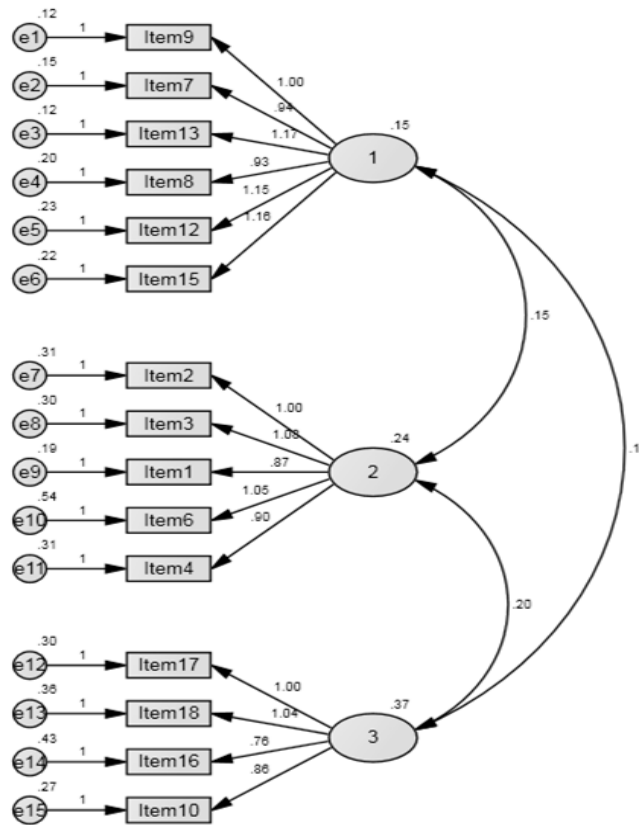 .12
e1 1 Item9
1.00
.15
e2 1 Item7
.94
.12
e3 1 Item13
1.17
.15
1
.20
e4 1 Item8
.93
.23
e5 1 Item12
1.15
.22
e6 1 Item15
1.16
.15
.31
e7 1 Item2
1.00
.30
e8 1 Item3
1.08
.19
e9 1 Item1
.87
.24
2
.1
.54
e10 1 Item6
1.05
.31
e11 1 Item4
.90
.20
.30
e12 1 Item17
1.00
.36
e13 1 Item18
1.04
.37
3
.43
e14 1 Item16
.76
.27
e15 1 Item10
.86